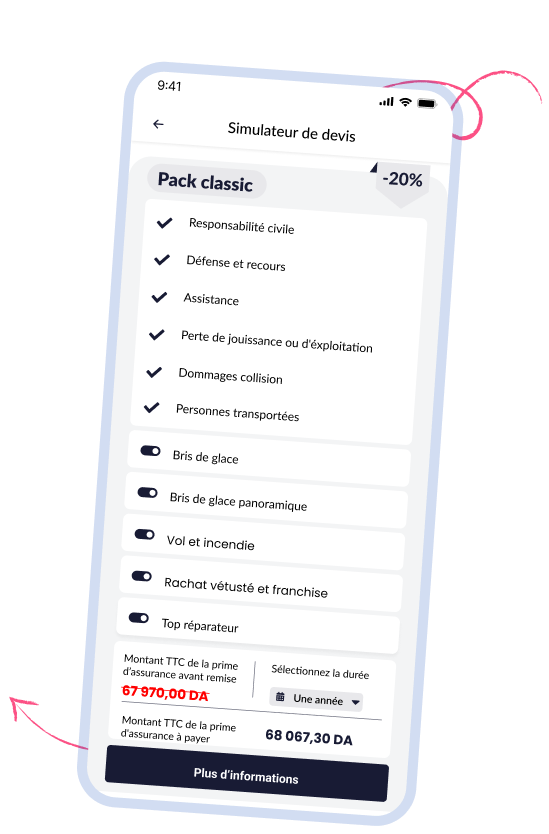 9:41
Simulateur de devis
-20%
Pack classic
Responsabilité civile
Défense et recours
Assistance
Perte de jouissance ou d'éxploitation
Dommages collision
Personnes transportées
Bris de glace
Bris de glace panoramique
Vol et incendie
Rachat vétusté et franchise
Top réparateur
Montant TTC de la prime
d'assurance avant remise
67 970,00 DA
Sélectionnez la durée
Une année
Montant TTC de la prime
d'assurance à payer
68 067,30 DA
Plus d'informations